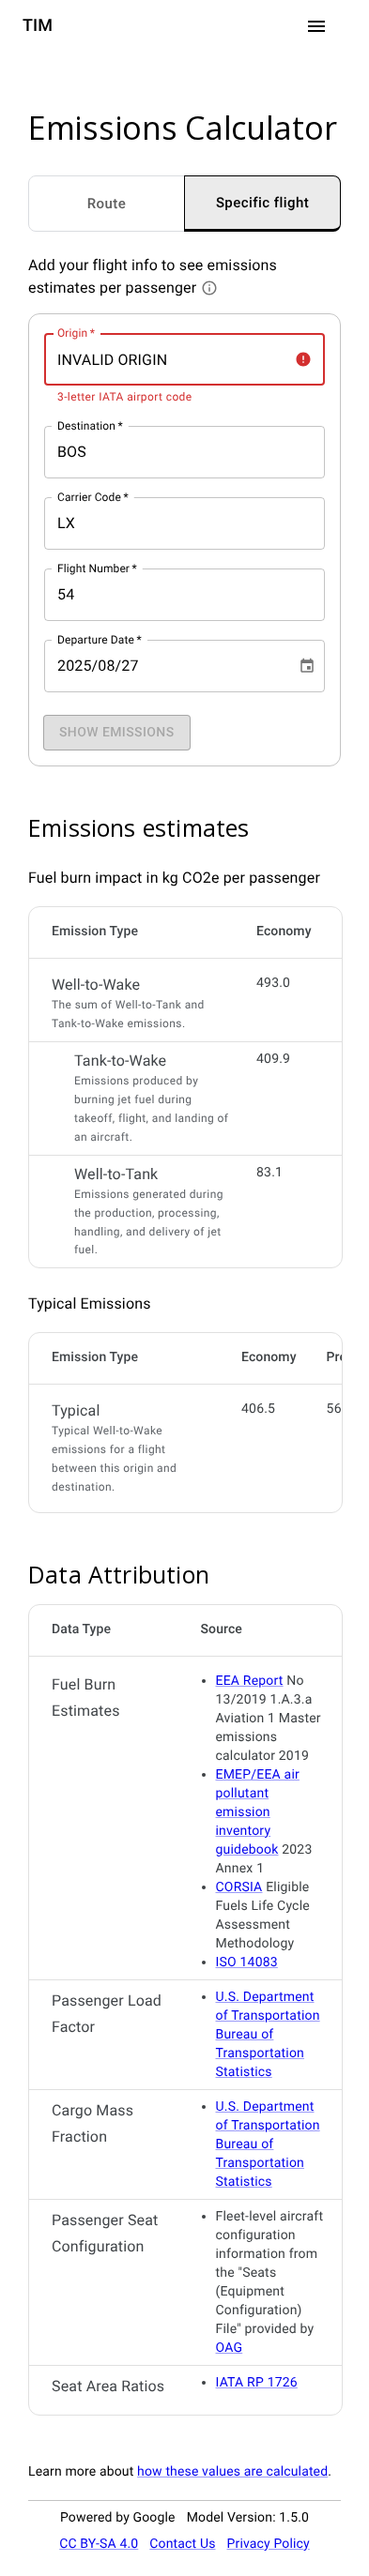 TIM
Emissions Calculator
Route
Specific flight
Add your flight info to see emissions
estimates per passenger
Origin *
INVALID ORIGIN
3-letter IATA airport code
Destination *
BOS
Carrier Code *
LX
Flight Number *
54
Departure Date *
2025/08/27
SHOW EMISSIONS
Emissions estimates
Fuel burn impact in kg CO2e per passenger
Emission Type Economy
Well-to-Wake 493.0
The sum of Well-to-Tank and
Tank-to-Wake emissions.
Tank-to-Wake 409.9
Emissions produced by
burning jet fuel during
takeoff, flight, and landing of
an aircraft.
Well-to-Tank 83.1
Emissions generated during
the production, processing,
handling, and delivery of jet
fuel.
Typical Emissions
Emission Type Economy
Typical 406.5 56
Typical Well-to-Wake
emissions for a flight
between this origin and
destination.
Data Attribution
Data Type Source
Fuel Burn
Estimates
• EEA Report No
13/2019 1.A.3.a
Aviation 1 Master
emissions
calculator 2019
• EMEP/EEA air
pollutant
emission
inventory
guidebook 2023
Annex 1
• CORSIA Eligible
Fuels Life Cycle
Assessment
Methodology
• ISO 14083
Passenger Load
Factor
• U.S. Department
of Transportation
Bureau of
Transportation
Statistics
Cargo Mass
Fraction
• U.S. Department
of Transportation
Bureau of
Transportation
Statistics
Passenger Seat
Configuration
• Fleet-level aircraft
configuration
information from
the "Seats
(Equipment
Configuration)
File" provided by
OAG
Seat Area Ratios
• IATA RP 1726
Learn more about how these values are calculated.
Powered by Google Model Version: 1.5.0
CC BY-SA 4.0 Contact Us Privacy Policy